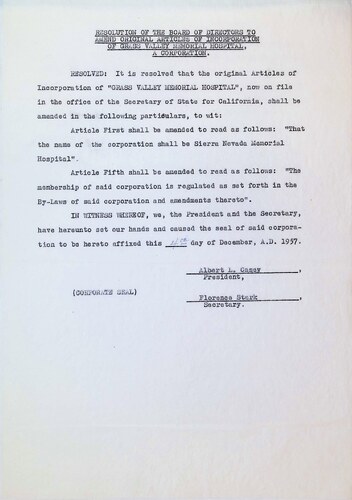 RESOLUTION OF THE BOARD OF DIRECTORS TO
AMEND ORIGINAL ARTICLES OF INCORPORATION
OF GRASS VALLEY MEMORIAL HOSPITAL,
A CORPORATION.
RESOLVED: It is resolved that the original Articles of
Incorporation of "GRASS VALLEY MEMORIAL HOSPITAL", now on file
in the office of the Secretary of State for California, shall be
amended in the following particulars, to wit:
Article First shall be amended to read as follows: "That
the name of the corporation shall be Sierra Nevada Memorial
Hospital".
Article Fifth shall be amended to read as follows: "The
membership of said corporation is regulated as set forth in the
By-Laws of said corporation and amendments thereto".
IN WITNESS WHEREOF, we, the President and the Secretary,
have hereunto set our hands and caused the seal of said corpora-
tion to be hereto affixed this day of December, A.D. 1957.
Albert L.
President,
(CORPORATE SEAL)
Florence Stark,
Secretary.